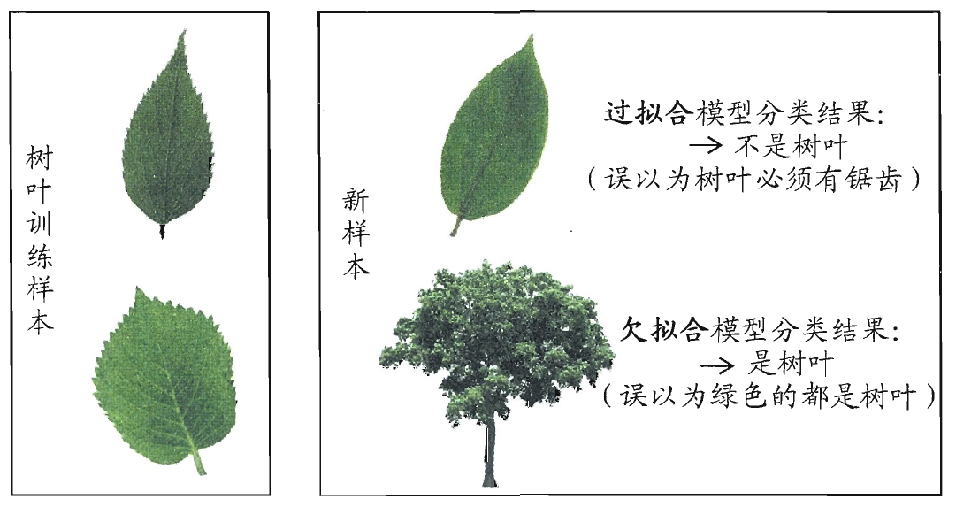 树叶训练样本
新样本
过拟合模型分类结果：
→ 不是树叶
（误以为树叶必须有锯齿）
欠拟合模型分类结果：
→ 是树叶
（误以为绿色的都是树叶）